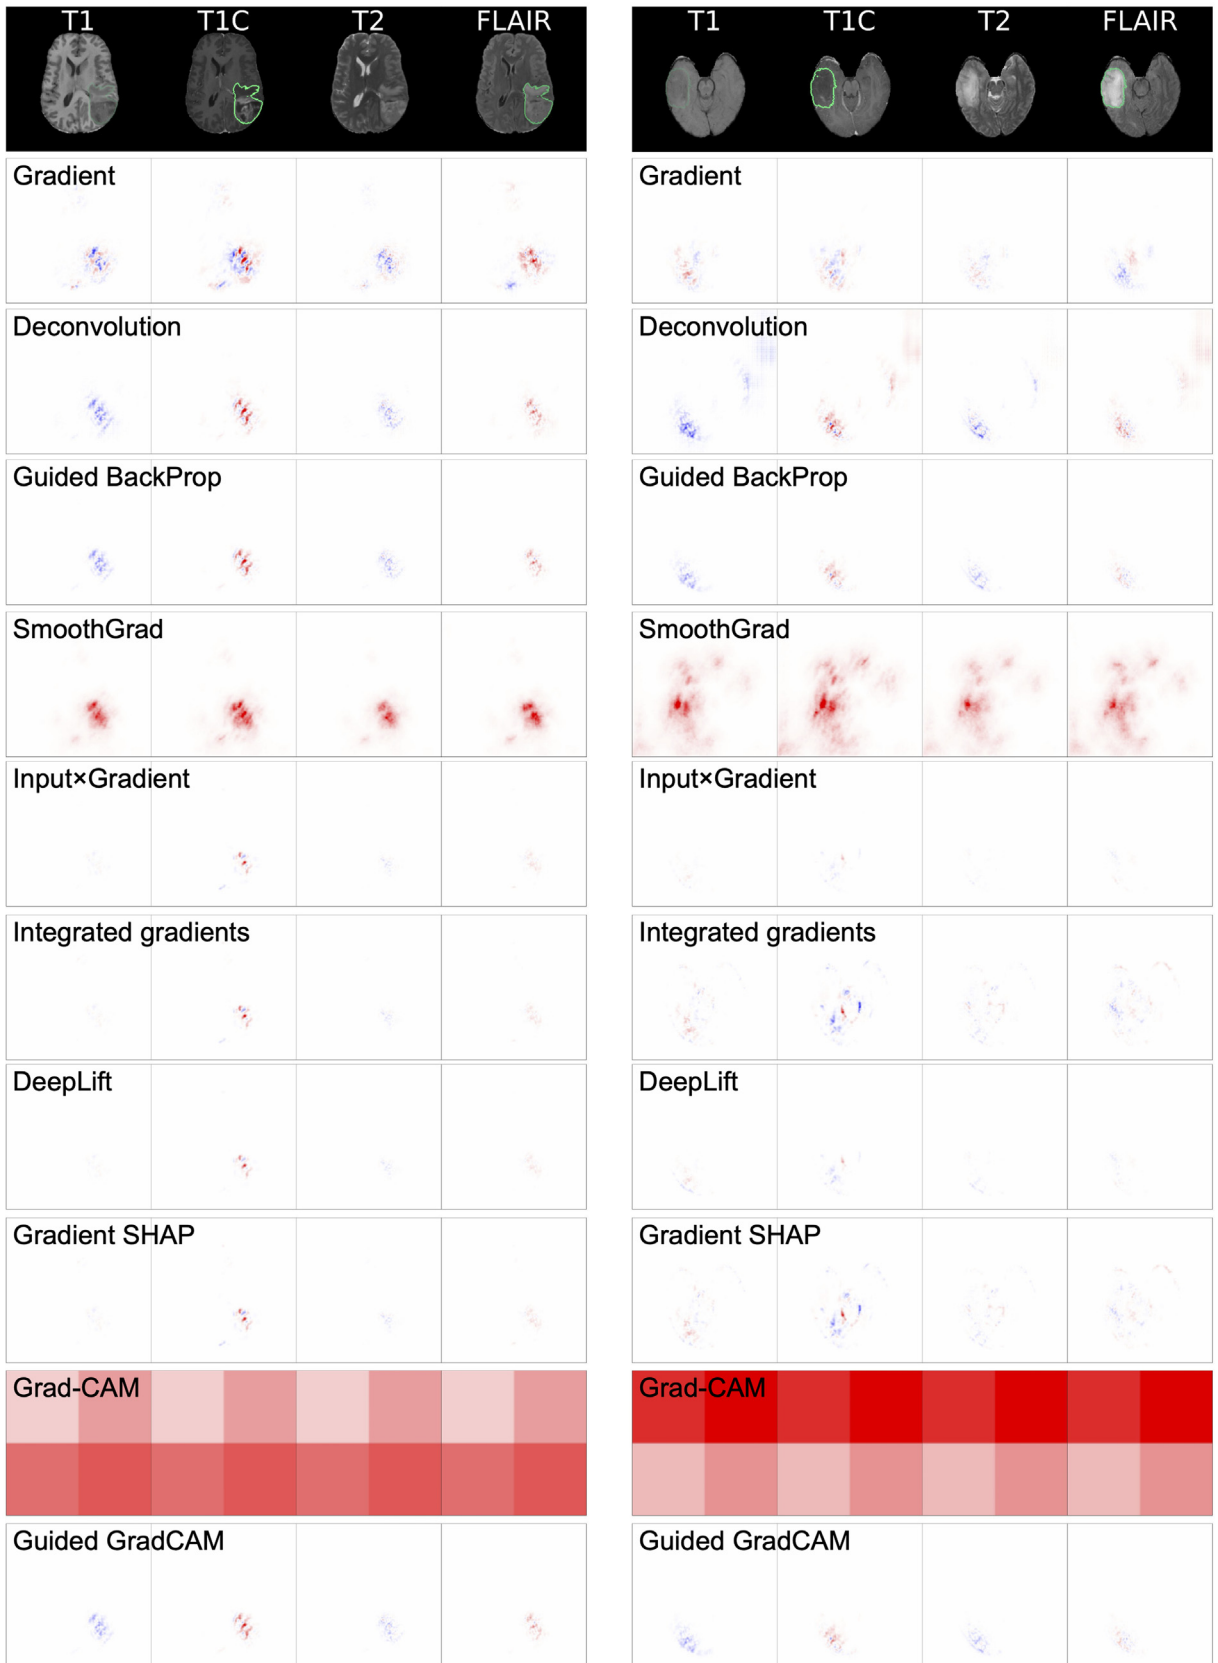 T1 T1C T2 FLAIR
Gradient
Deconvolution
Guided BackProp
SmoothGrad
Input×Gradient
Integrated gradients
DeepLift
Gradient SHAP
Grad-CAM
Guided GradCAM
T1 T1C T2 FLAIR
Gradient
Deconvolution
Guided BackProp
SmoothGrad
Input×Gradient
Integrated gradients
DeepLift
Gradient SHAP
Grad-CAM
Guided GradCAM